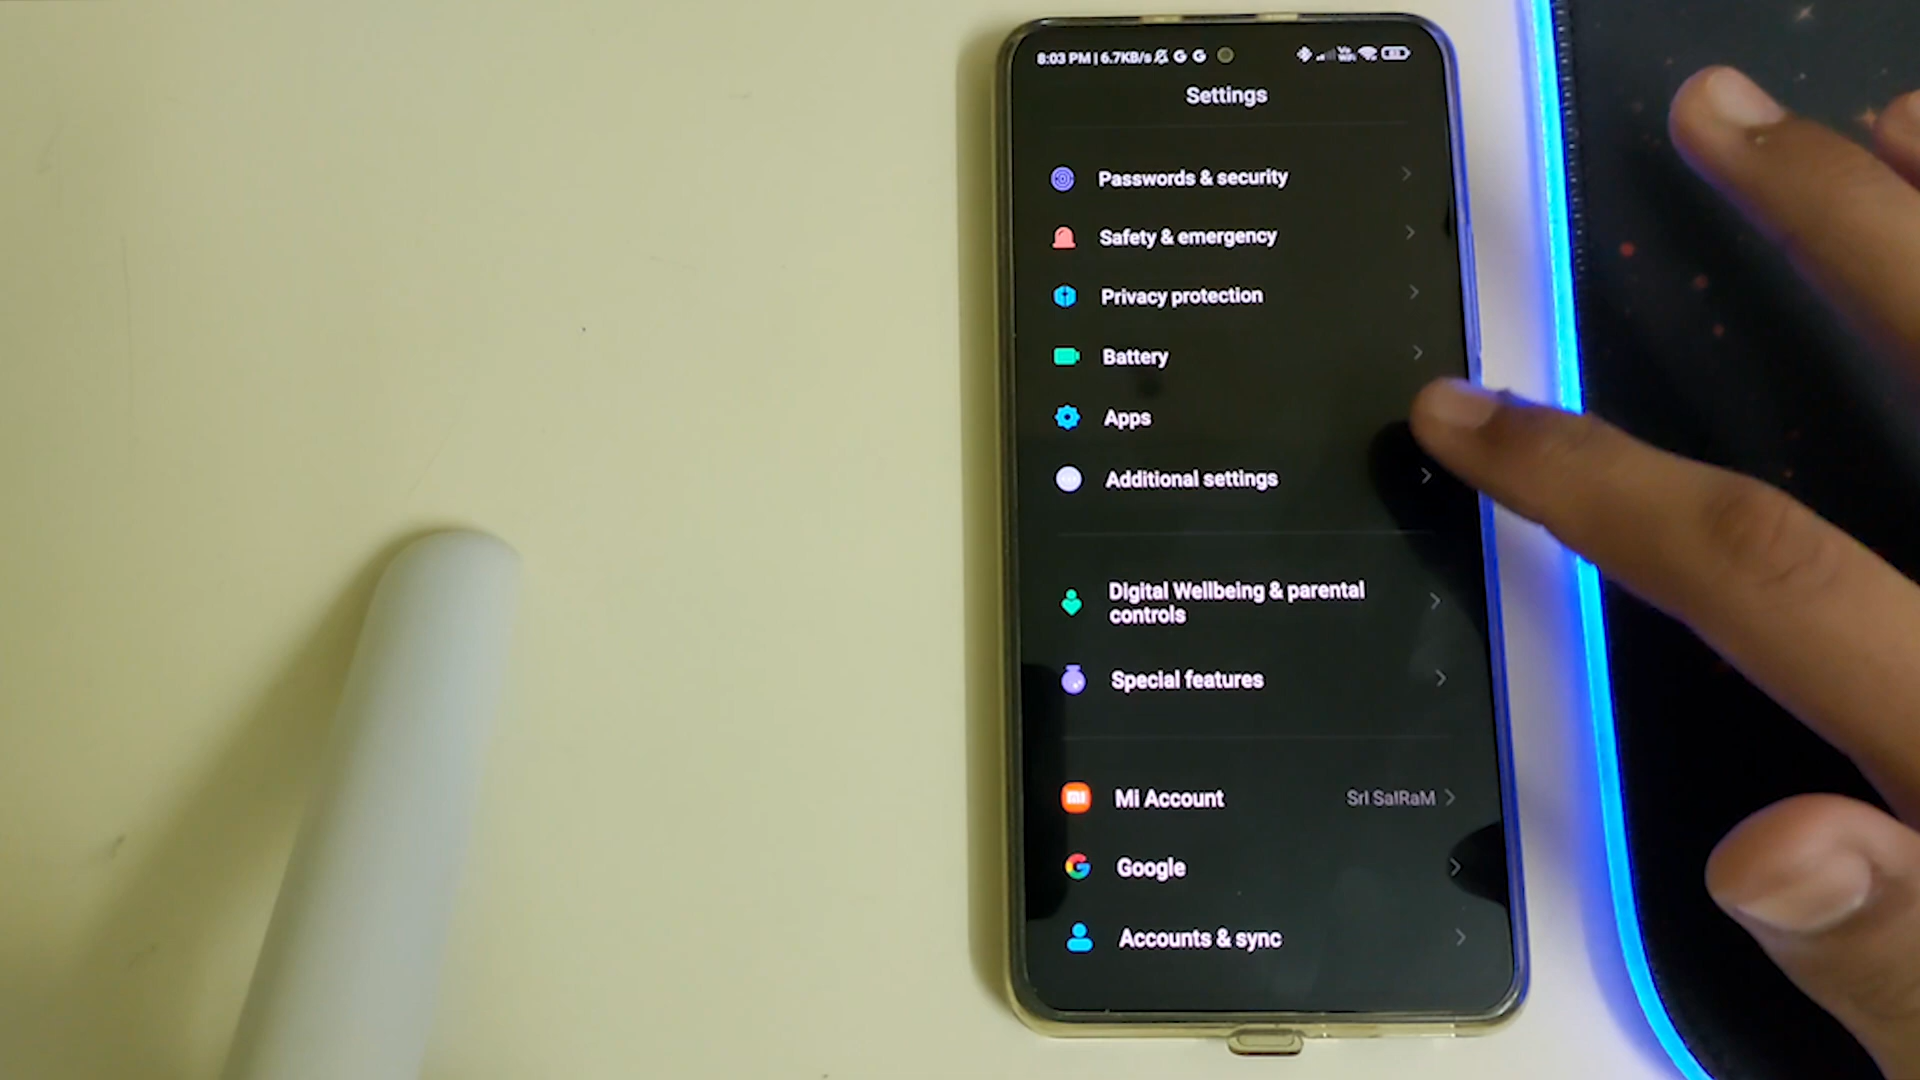 8:03 PM | 6.7KB/s
Settings
Passwords & security
Safety & emergency
Privacy protection
Battery
Apps
Additional settings
Digital Wellbeing & parental
controls
Special features
Mi Account SrI SaIRaM
Google
Accounts & sync